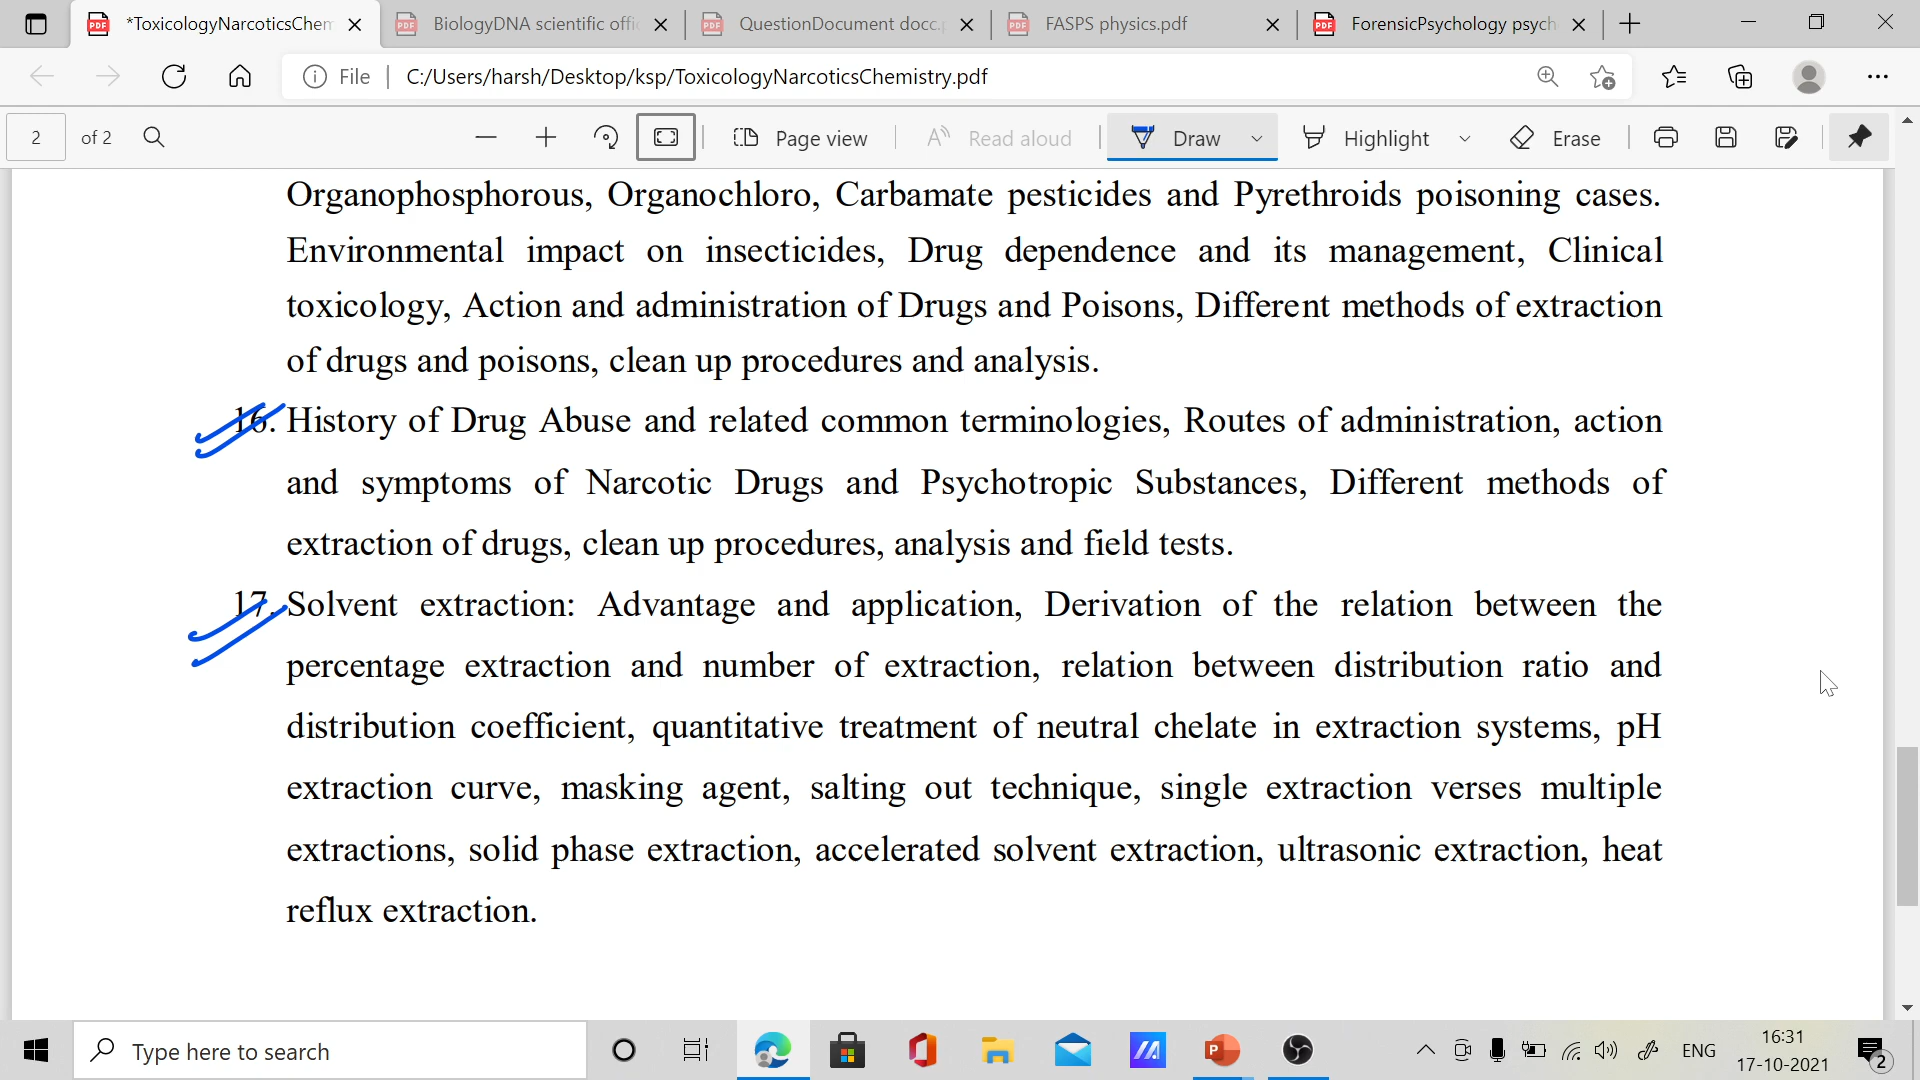 *ToxicologyNarcoticsChem
BiologyDNA scientific offic
QuestionDocument docc.p
FASPS physics.pdf
ForensicPsychology psych
File
C:/Users/harsh/Desktop/ksp/ToxicologyNarcoticsChemistry.pdf
2 of 2
Page view
Read aloud
Draw
Highlight
Erase
Organophosphorous, Organochloro, Carbamate pesticides and Pyrethroids poisoning cases.
Environmental impact on insecticides, Drug dependence and its management, Clinical
toxicology, Action and administration of Drugs and Poisons, Different methods of extraction
of drugs and poisons, clean up procedures and analysis.
16. History of Drug Abuse and related common terminologies, Routes of administration, action
and symptoms of Narcotic Drugs and Psychotropic Substances, Different methods of
extraction of drugs, clean up procedures, analysis and field tests.
17. Solvent extraction: Advantage and application, Derivation of the relation between the
percentage extraction and number of extraction, relation between distribution ratio and
distribution coefficient, quantitative treatment of neutral chelate in extraction systems, pH
extraction curve, masking agent, salting out technique, single extraction verses multiple
extractions, solid phase extraction, accelerated solvent extraction, ultrasonic extraction, heat
reflux extraction.
Type here to search
ENG
16:31
17-10-2021
2